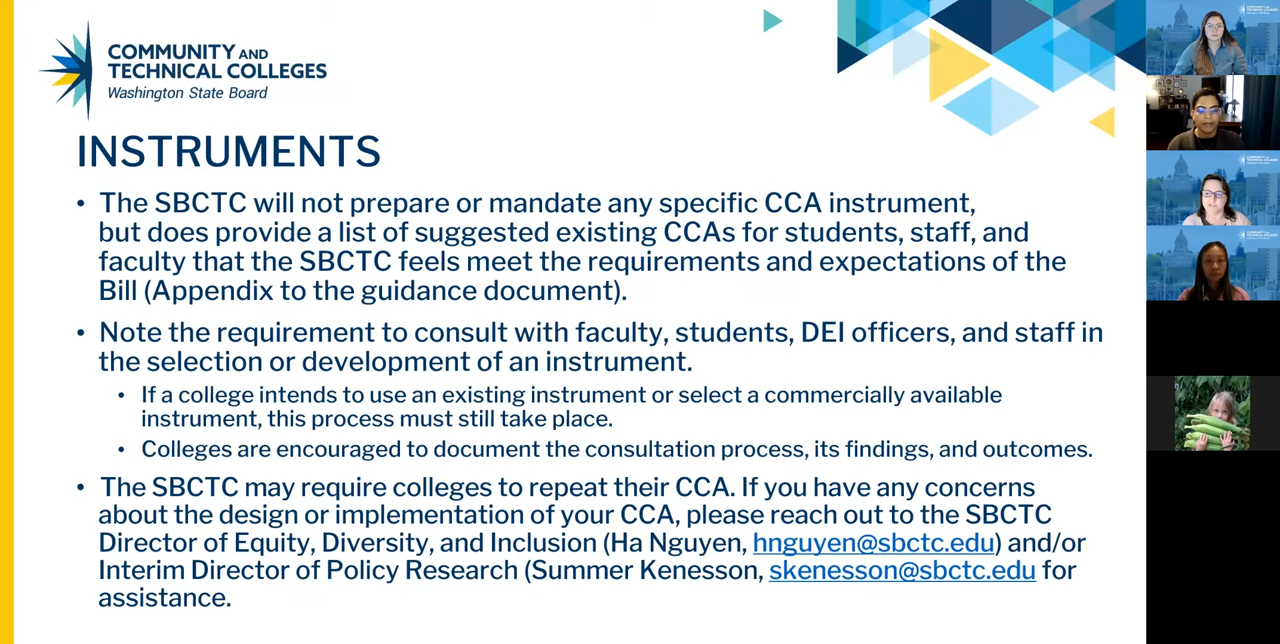 COMMUNITY AND
TECHNICAL COLLEGES
Washington State Board
INSTRUMENTS
• The SBCTC will not prepare or mandate any specific CCA instrument,
but does provide a list of suggested existing CCAs for students, staff, and
faculty that the SBCTC feels meet the requirements and expectations of the
Bill (Appendix to the guidance document).
• Note the requirement to consult with faculty, students, DEI officers, and staff in
the selection or development of an instrument.
• If a college intends to use an existing instrument or select a commercially available
instrument, this process must still take place.
• Colleges are encouraged to document the consultation process, its findings, and outcomes.
• The SBCTC may require colleges to repeat their CCA. If you have any concerns
about the design or implementation of your CCA, please reach out to the SBCTC
Director of Equity, Diversity, and Inclusion (Ha Nguyen, hnguyen@sbctc.edu) and/or
Interim Director of Policy Research (Summer Kenesson, skenesson@sbctc.edu for
assistance.